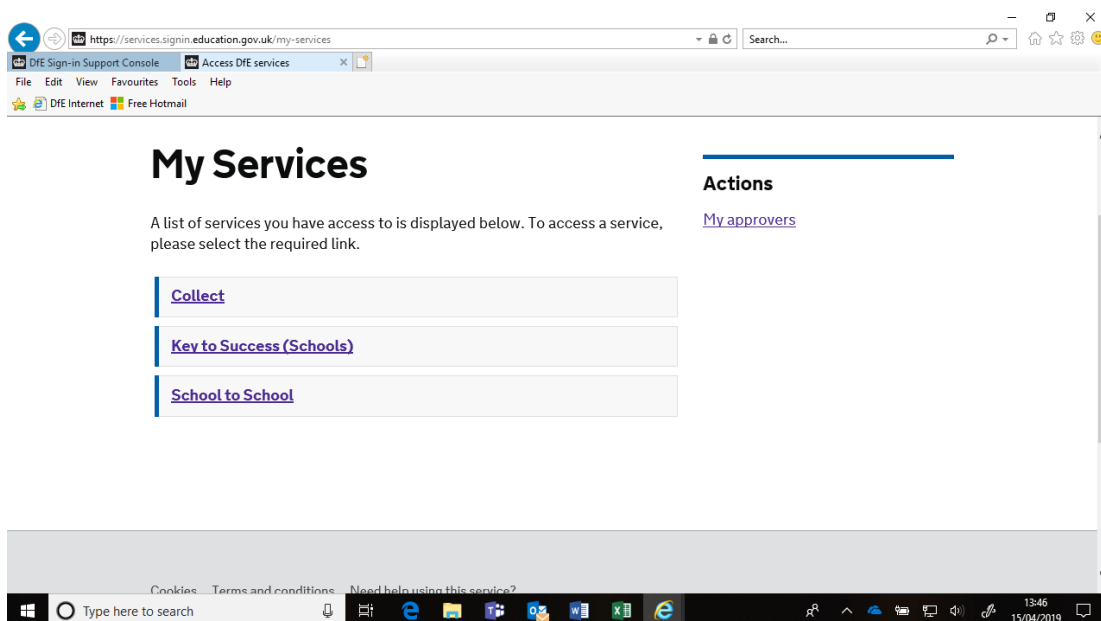 https://services.signin.education.gov.uk/my-services
Search...
DfE Sign-in Support Console
Access DfE services
File Edit View Favourites Tools Help
DfE Internet
Free Hotmail
My Services
Actions
My approvers
A list of services you have access to is displayed below. To access a service,
please select the required link.
Collect
Key to Success (Schools)
School to School
Cookies Terms and conditions Need help using this service?
Type here to search
13:46
15/04/2019